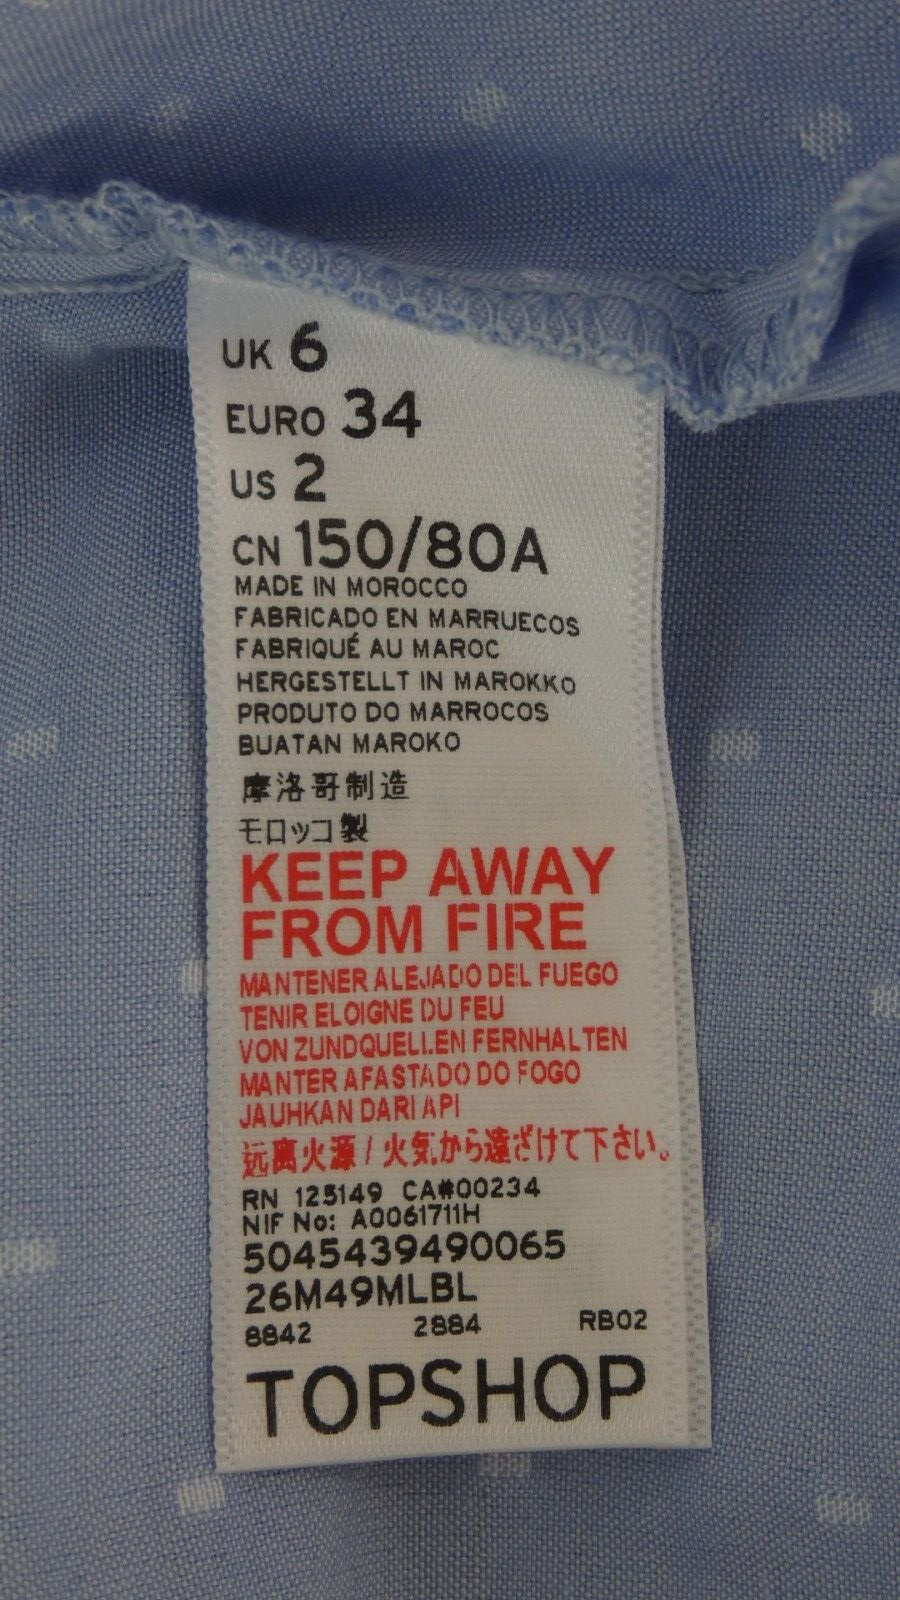 UK 6
EURO 34
US 2
CN 150/80A
MADE IN MOROCCO
FABRICADO EN MARRUECOS
FABRIQUÉ AU MAROC
HERGESTELLT IN MAROKKO
PRODUTO DO MARROCOS
BUATAN MAROKO
摩洛哥制造
モロッコ製
KEEP AWAY
FROM FIRE
MANTENER ALEJADO DEL FUEGO
TENIR ELOIGNE DU FEU
VON ZUNDQUELLEN FERNHALTEN
MANTER AFASTADO DO FOGO
JAUHKAN DARI API
远离火源 / 火気から遠ざけて下さい。
RN 125149 CA#00234
NIF No: A0061711H
5045439490065
26M49MLBL
8842 2884 RB02
TOPSHOP